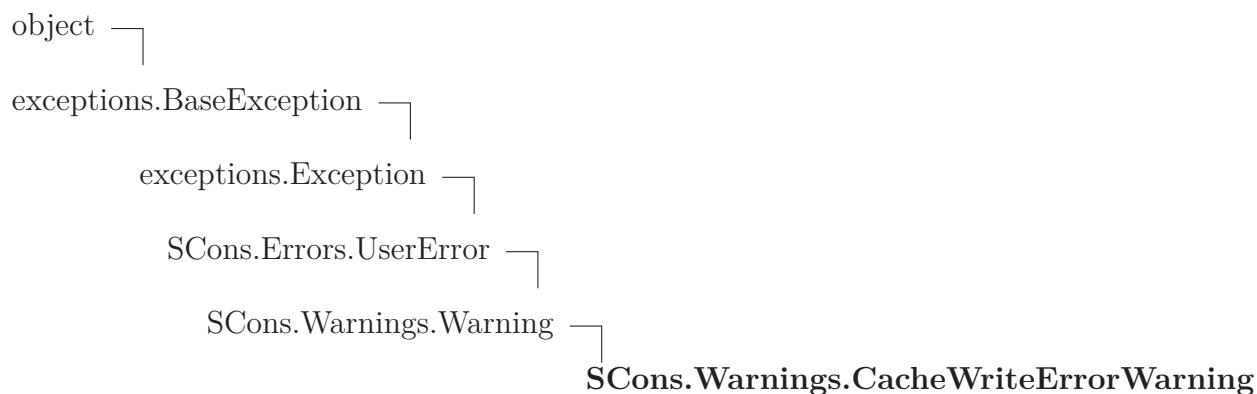 object
exceptions.BaseException
exceptions.Exception
SCons.Errors.UserError
SCons.Warnings.Warning
SCons.Warnings.CacheWriteErrorWarning